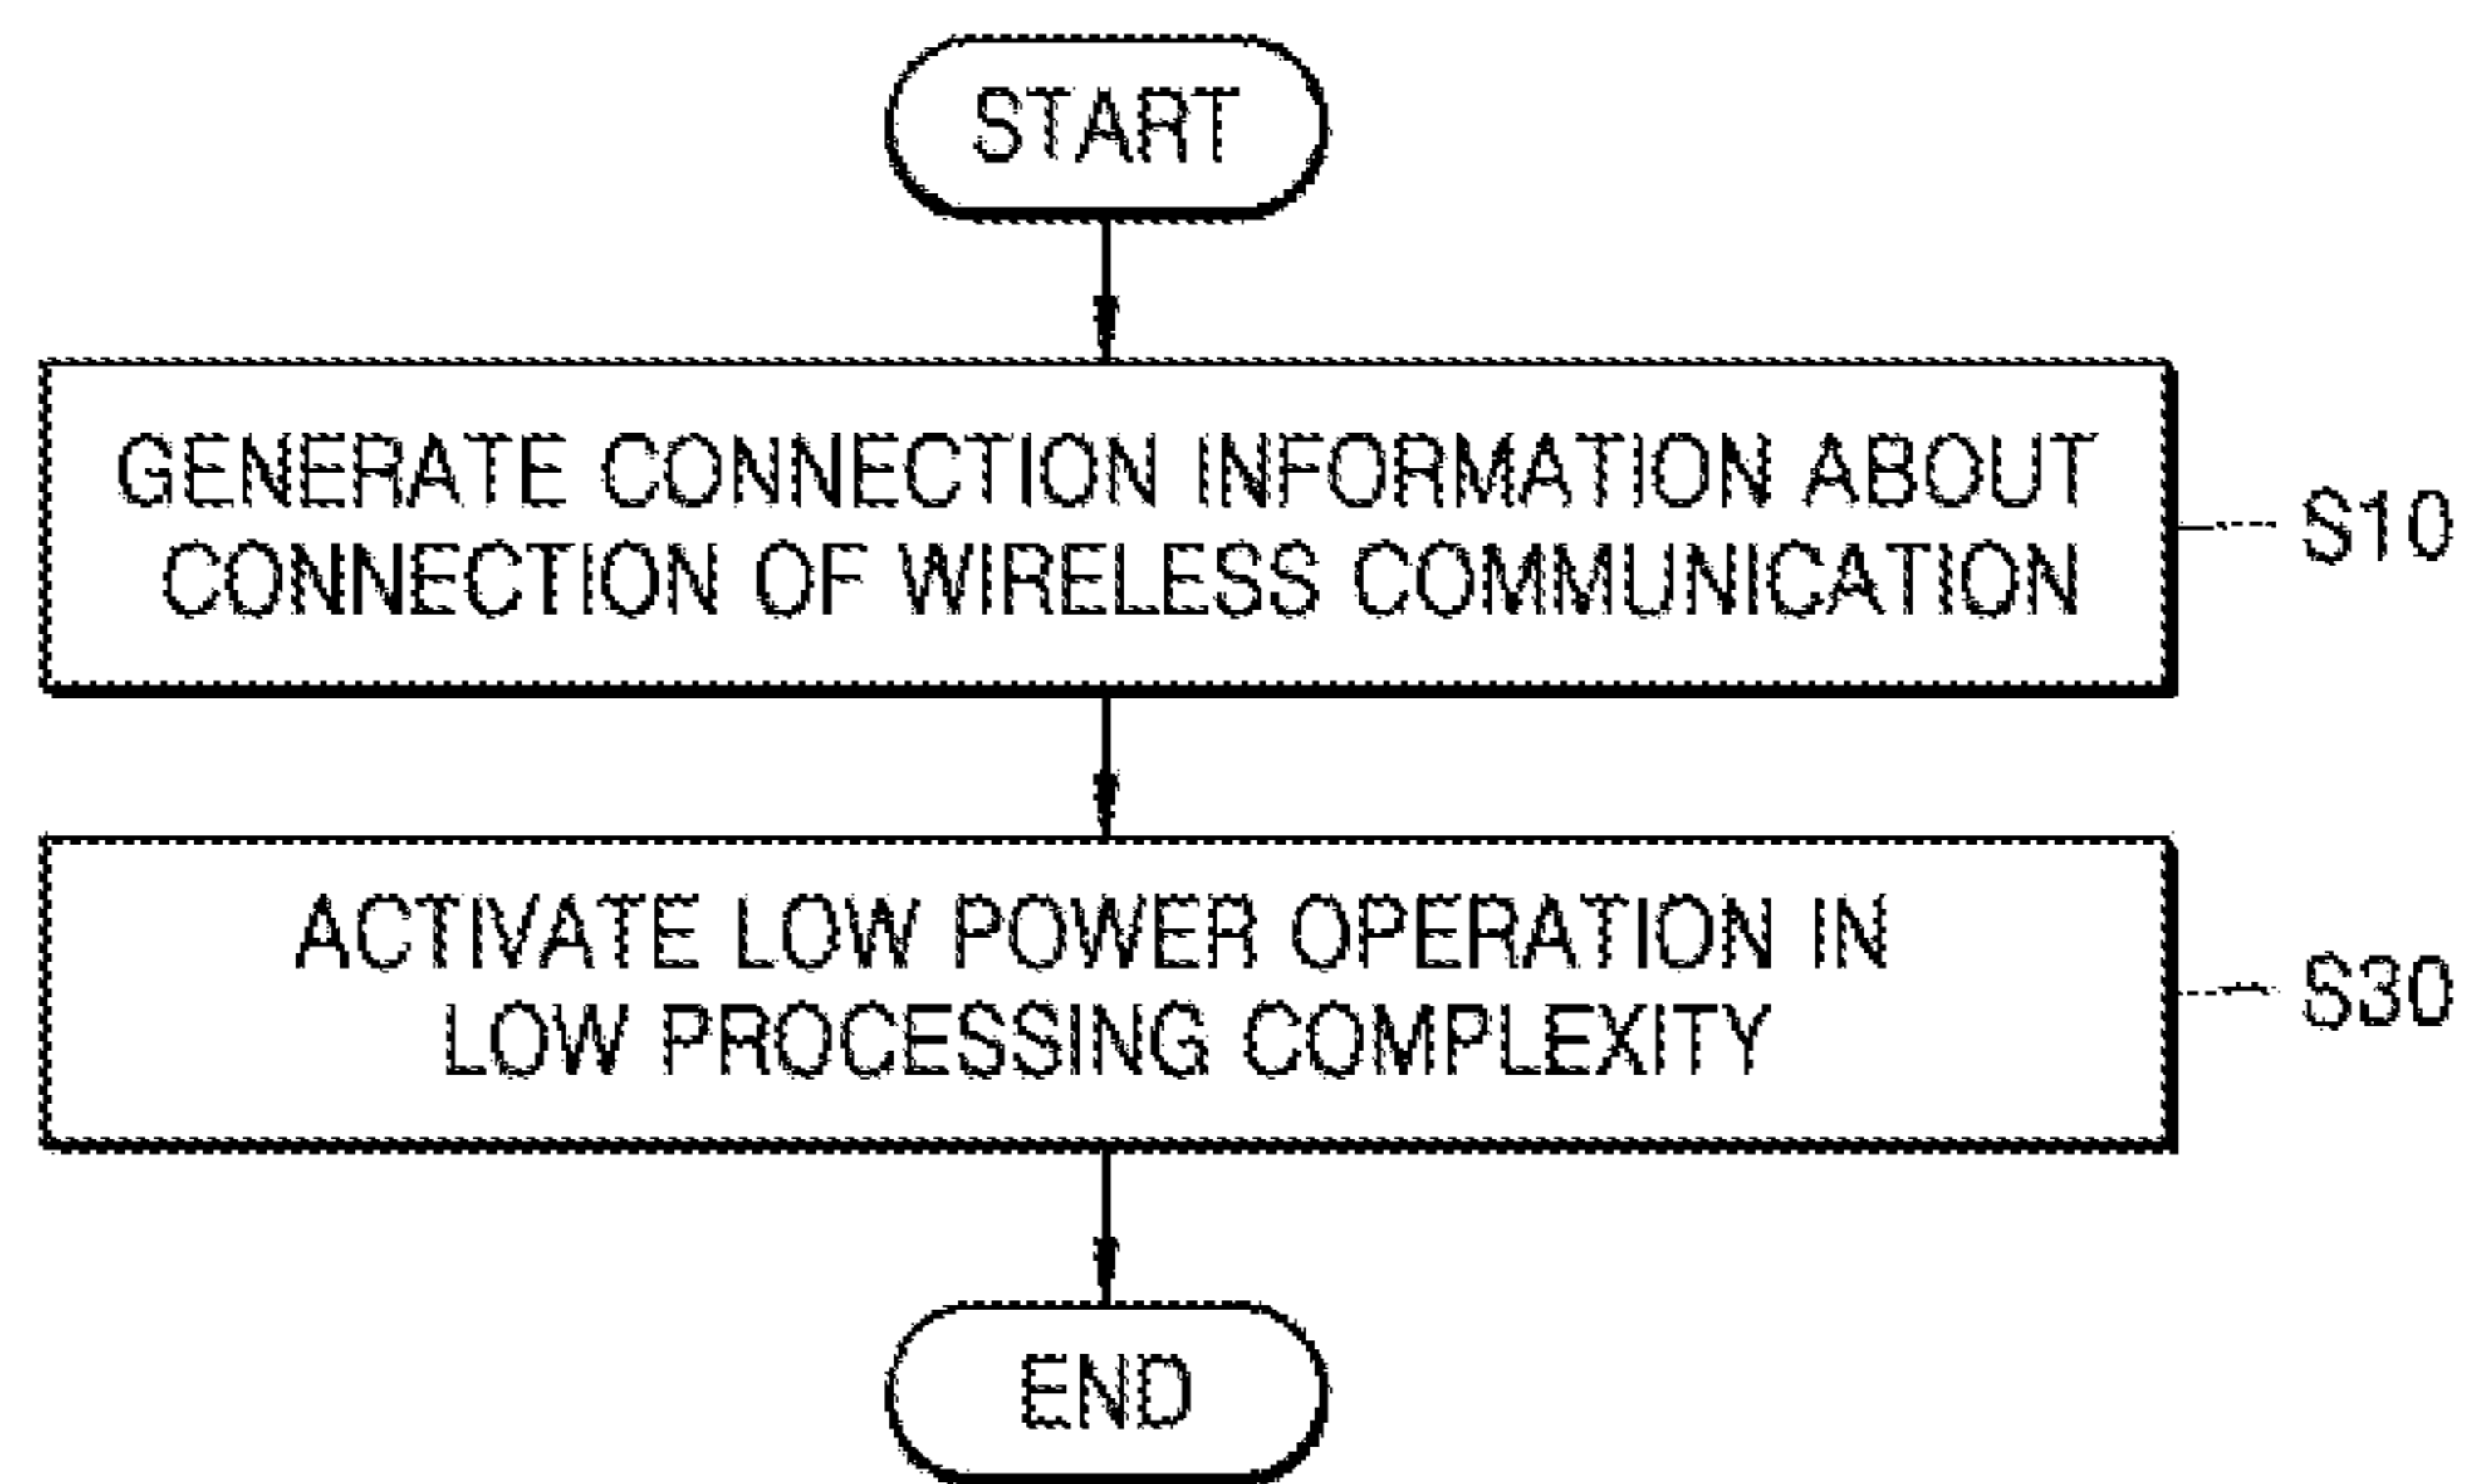 START
GENERATE CONNECTION INFORMATION ABOUT
CONNECTION OF WIRELESS COMMUNICATION
S10
ACTIVATE LOW POWER OPERATION IN
LOW PROCESSING COMPLEXITY
S30
END